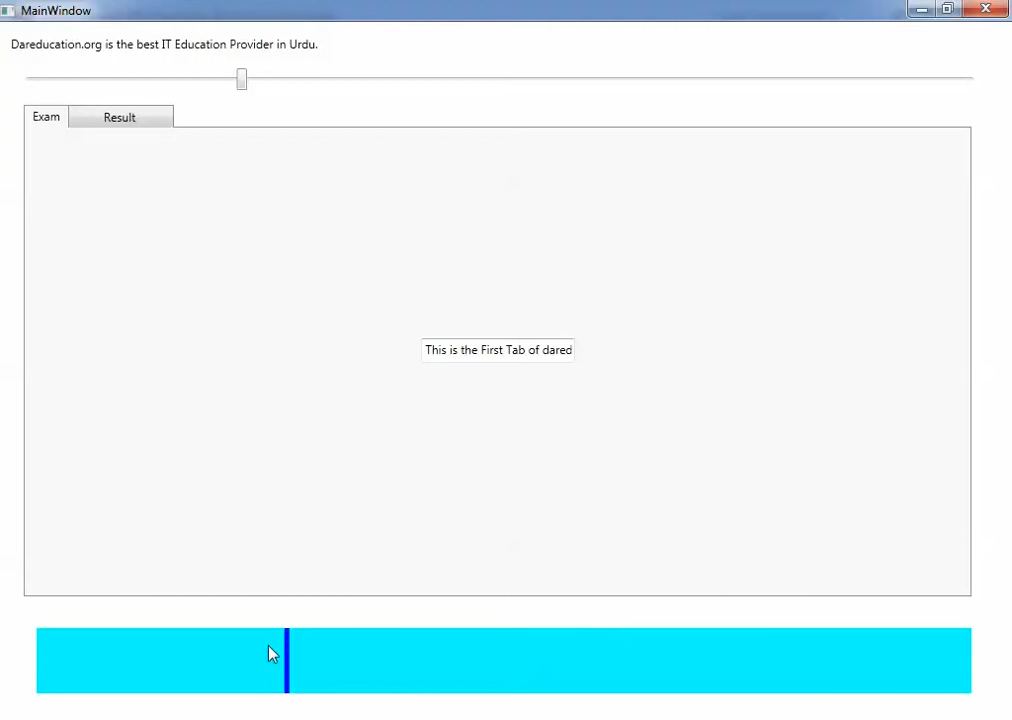 MainWindow
Dareducation.org is the best IT Education Provider in Urdu.
Exam
Result
This is the First Tab of dared